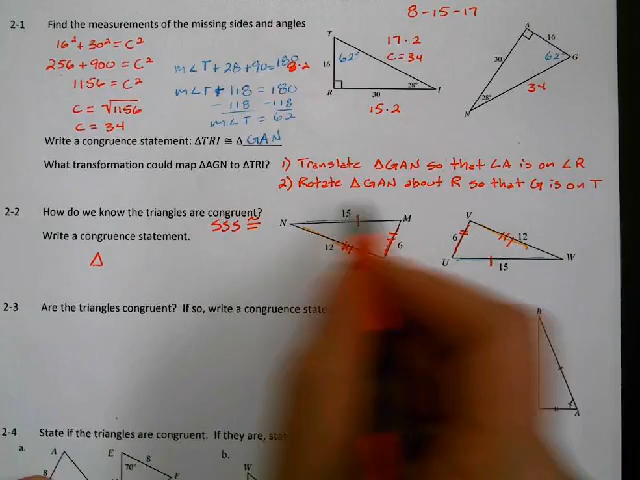 8-15-17
2-1 Find the measurements of the missing sides and angles
16² + 30² = C²
256 + 900 = C²
1156 = C²
C = √1156
C = 34
m∠T + 28 + 90 = 180
m∠T + 118 = 180
-118 -118
m∠T = 62
8·2
T
62°
17·2
C = 34
16
R
30
28°
I
15·2
A
16
30
62°
G
34
28°
N
Write a congruence statement: ΔTRI ≅ Δ GAN
What transformation could map ΔAGN to ΔTRI?
1) Translate ΔGAN so that ∠A is on ∠R
2) Rotate ΔGAN about R so that G is on T
2-2 How do we know the triangles are congruent?
SSS ≅
Write a congruence statement.
Δ
N
15
M
12
6
V
6
12
U
15
W
2-3 Are the triangles congruent? If so, write a congruence
A
2-4 State if the triangles are congruent. If they are,
a.
A
8
E
70°
8
F
b.
W